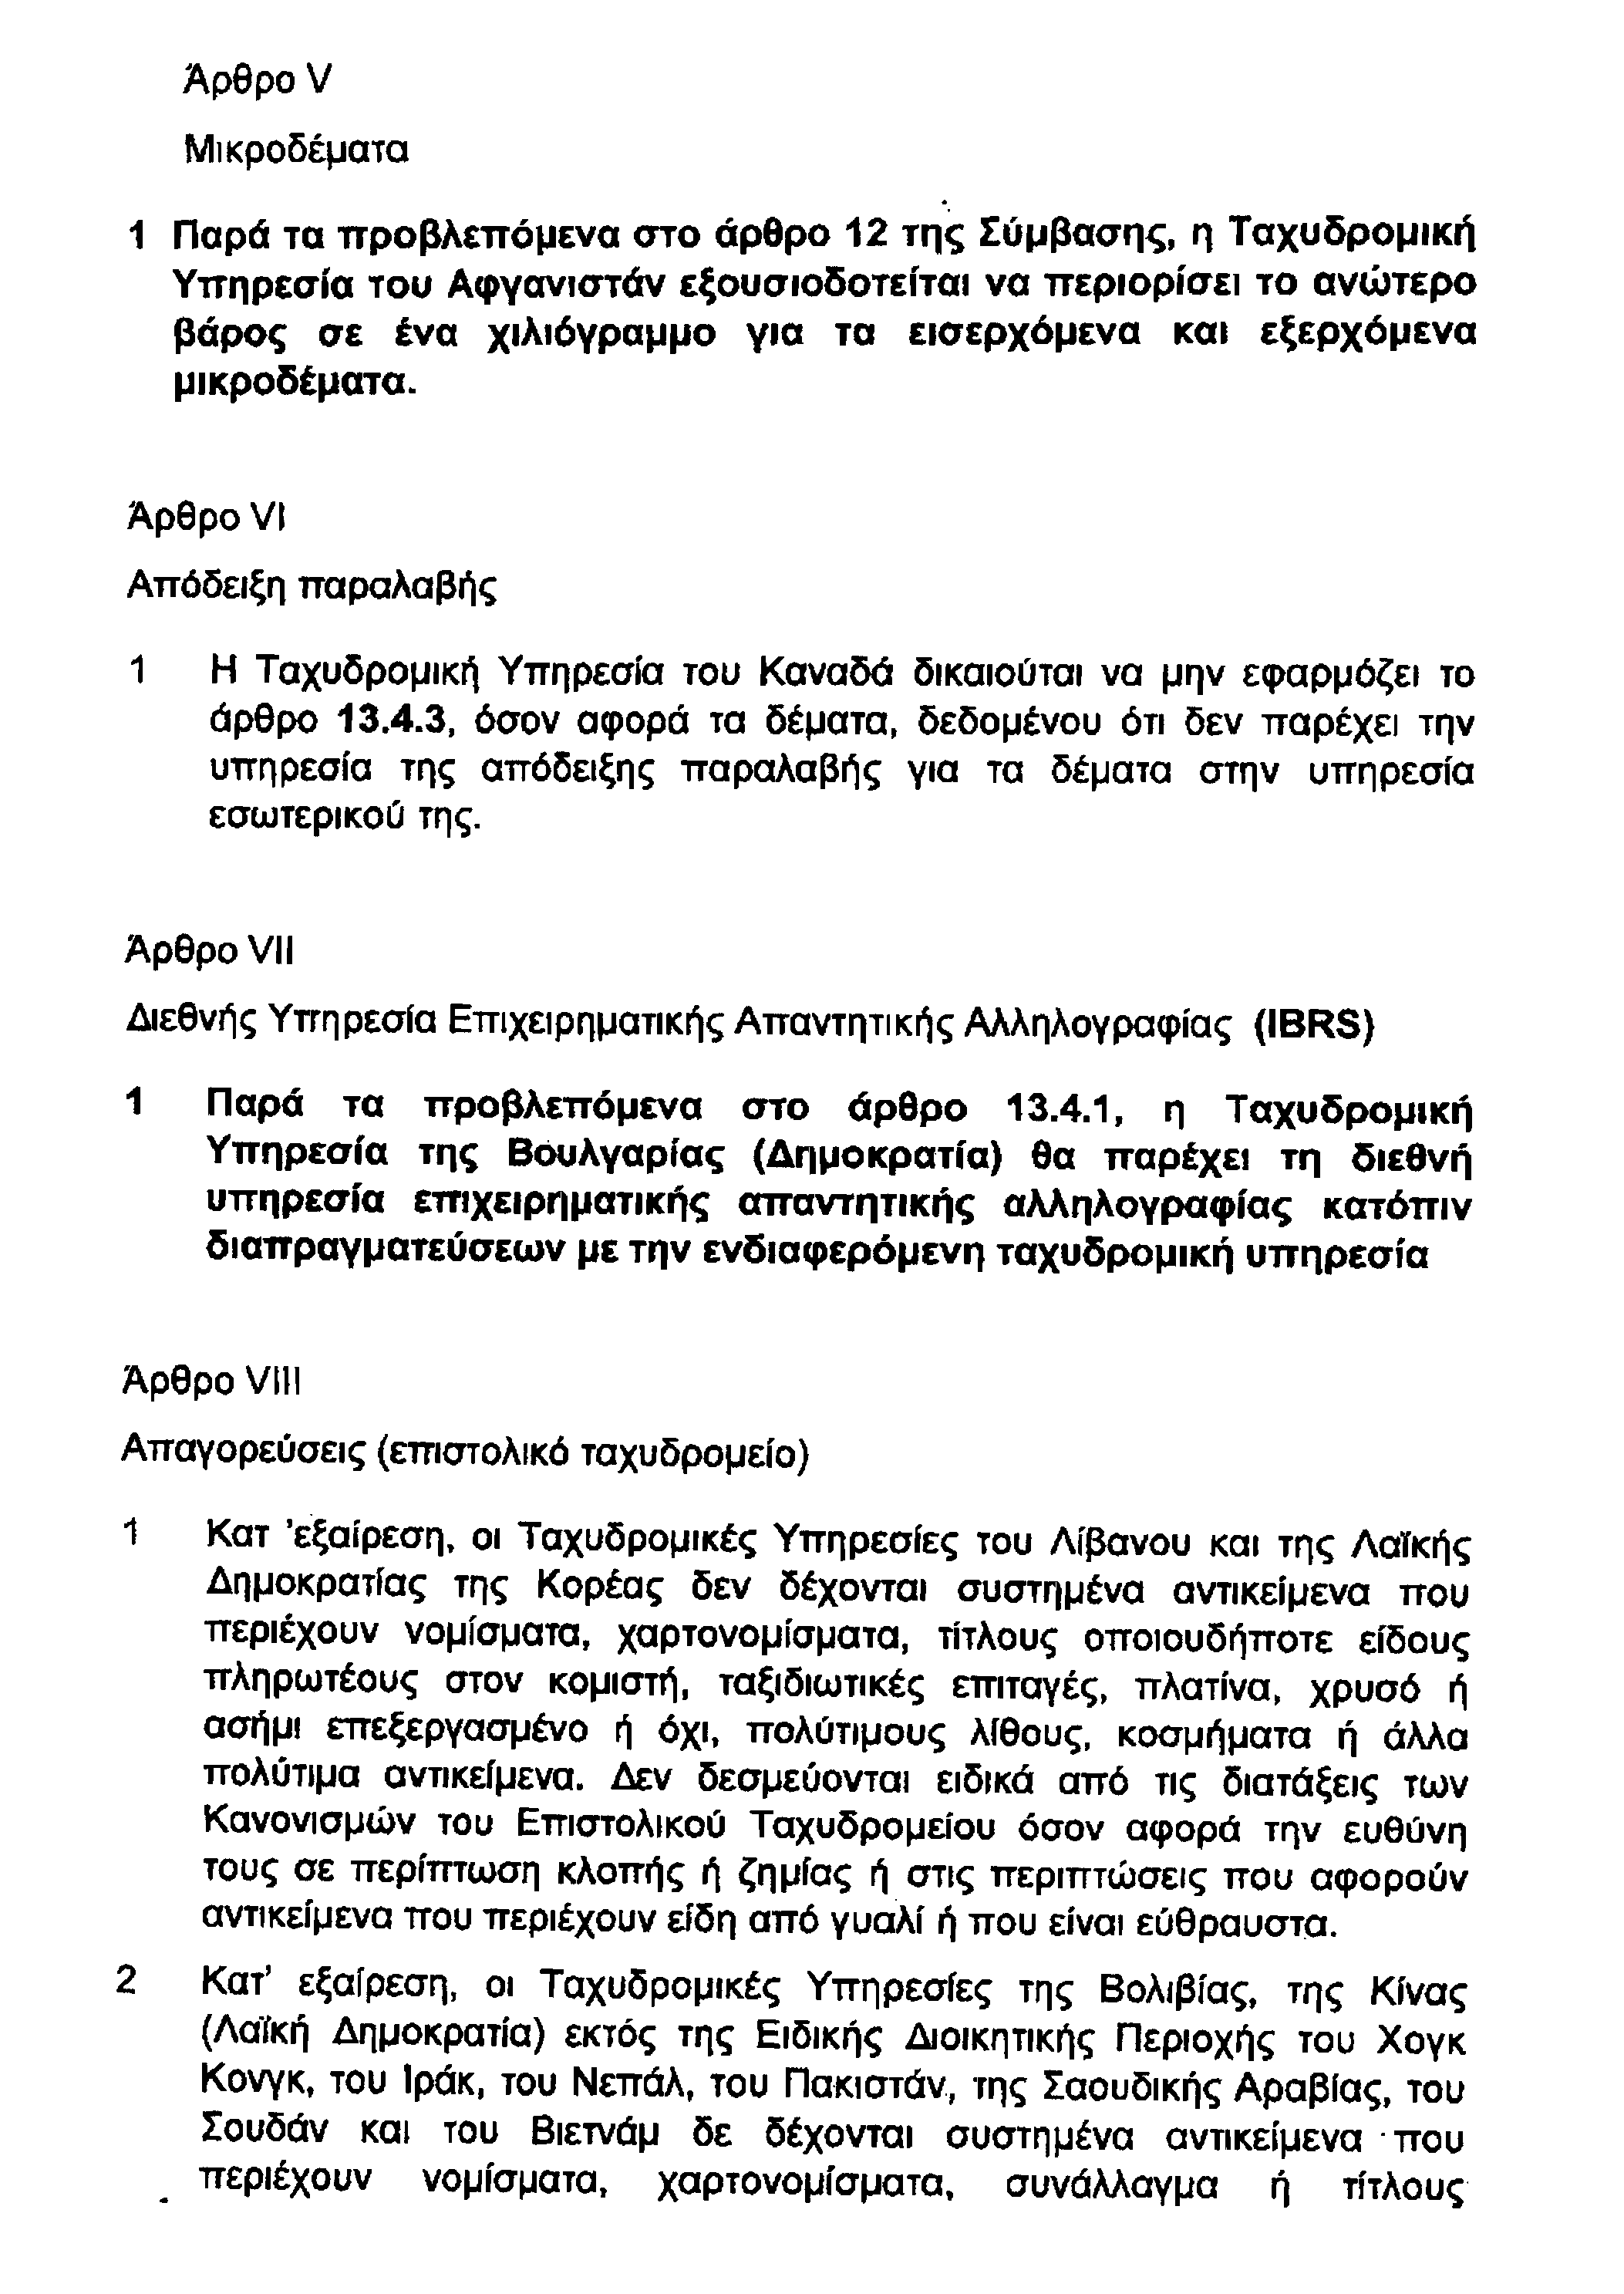 Άρθρο V
Μικροδέματα
1 Παρά τα προβλεπόμενα στο άρθρο 12 της Σύμβασης, η Ταχυδρομική
Υπηρεσία του Αφγανιστάν εξουσιοδοτείται να περιορίσει το ανώτερο
βάρος σε ένα χιλιόγραμμο για τα εισερχόμενα και εξερχόμενα
μικροδέματα.
Άρθρο VI
Απόδειξη παραλαβής
1 Η Ταχυδρομική Υπηρεσία του Καναδά δικαιούται να μην εφαρμόζει το
άρθρο 13.4.3, όσον αφορά τα δέματα, δεδομένου ότι δεν παρέχει την
υπηρεσία της απόδειξης παραλαβής για τα δέματα στην υπηρεσία
εσωτερικού της.
Άρθρο VII
Διεθνής Υπηρεσία Επιχειρηματικής Απαντητικής Αλληλογραφίας (IBRS)
1 Παρά τα προβλεπόμενα στο άρθρο 13.4.1, η Ταχυδρομική
Υπηρεσία της Βουλγαρίας (Δημοκρατία) θα παρέχει τη διεθνή
υπηρεσία επιχειρηματικής απαντητικής αλληλογραφίας κατόπιν
διαπραγματεύσεων με την ενδιαφερόμενη ταχυδρομική υπηρεσία
Άρθρο VIII
Απαγορεύσεις (επιστολικό ταχυδρομείο)
1 Κατ 'εξαίρεση, οι Ταχυδρομικές Υπηρεσίες του Λίβανου και της Λαϊκής
Δημοκρατίας της Κορέας δεν δέχονται συστημένα αντικείμενα που
περιέχουν νομίσματα, χαρτονομίσματα, τίτλους οποιουδήποτε είδους
πληρωτέους στον κομιστή, ταξιδιωτικές επιταγές, πλατίνα, χρυσό ή
ασήμι επεξεργασμένο ή όχι, πολύτιμους λίθους, κοσμήματα ή άλλα
πολύτιμα αντικείμενα. Δεν δεσμεύονται ειδικά από τις διατάξεις των
Κανονισμών του Επιστολικού Ταχυδρομείου όσον αφορά την ευθύνη
τους σε περίπτωση κλοπής ή ζημίας ή στις περιπτώσεις που αφορούν
αντικείμενα που περιέχουν είδη από γυαλί ή που είναι εύθραυστα.
2 Κατ' εξαίρεση, οι Ταχυδρομικές Υπηρεσίες της Βολιβίας, της Κίνας
(Λαϊκή Δημοκρατία) εκτός της Ειδικής Διοικητικής Περιοχής του Χογκ
Κονγκ, του Ιράκ, του Νεπάλ, του Πακιστάν, της Σαουδικής Αραβίας, του
Σουδάν και του Βιετνάμ δε δέχονται συστημένα αντικείμενα που
περιέχουν νομίσματα, χαρτονομίσματα, συνάλλαγμα ή τίτλους